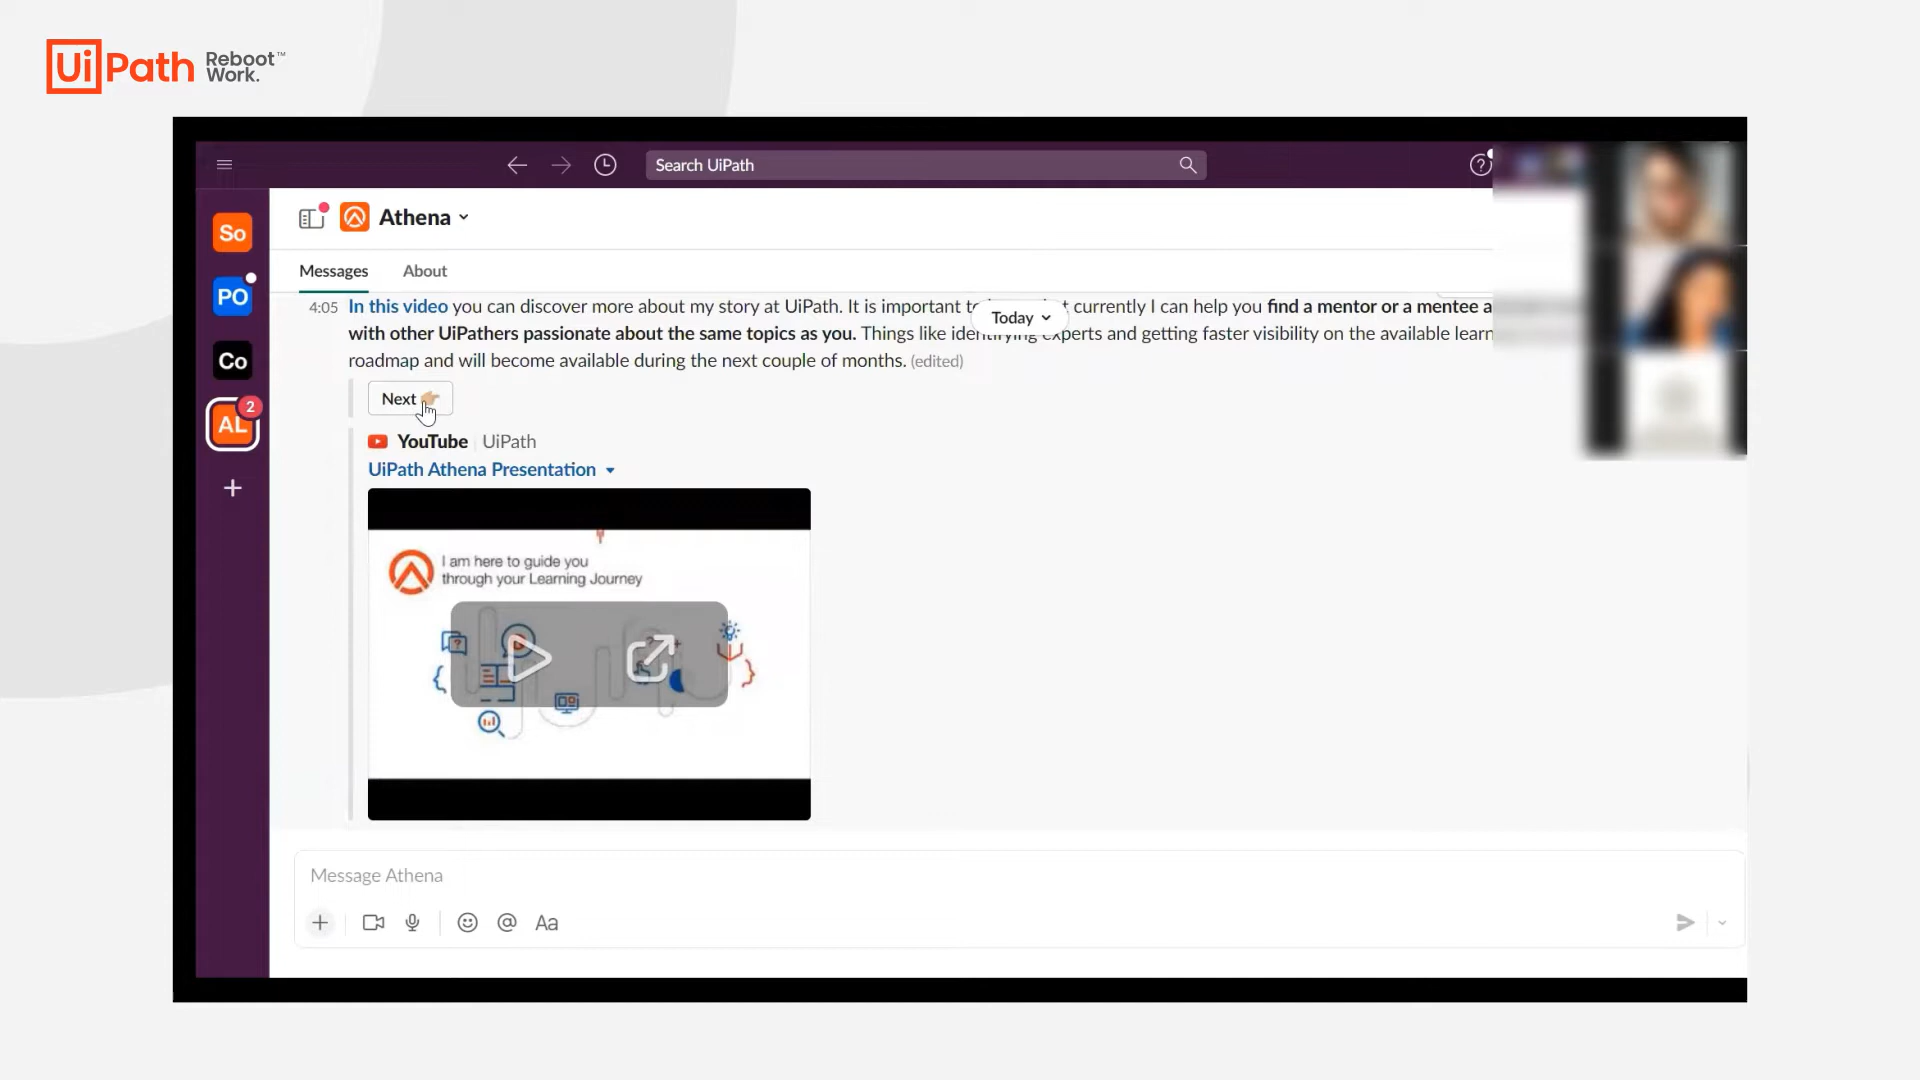 UiPath Reboot™
Work.
Search UiPath
Athena
So
PO
Co
AL
2
Messages
About
4:05
In this video you can discover more about my story at UiPath. It is important t currently I can help you find a mentor or a mentee a
Today
with other UiPathers passionate about the same topics as you. Things like identifying experts and getting faster visibility on the available learn
roadmap and will become available during the next couple of months. (edited)
Next
YouTube UiPath
UiPath Athena Presentation
I am here to guide you
through your Learning Journey
Message Athena
Aa